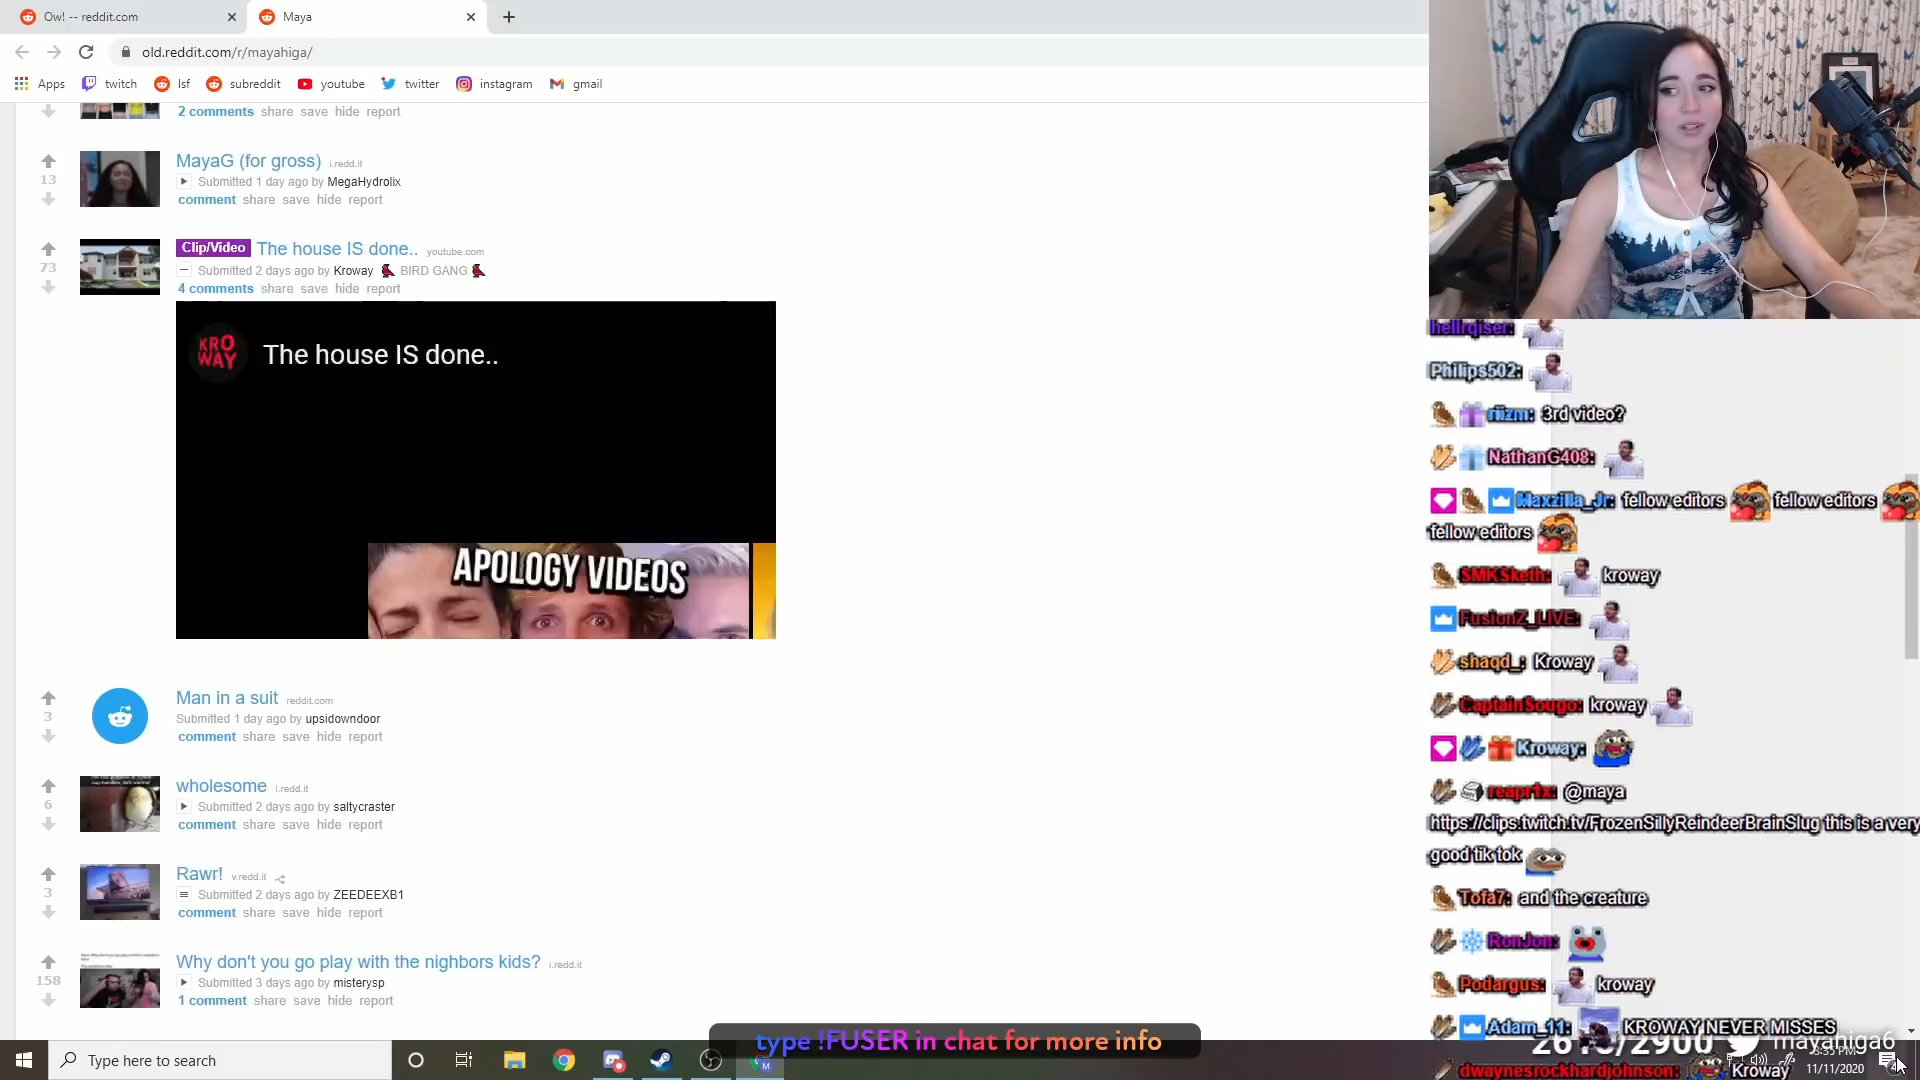 Ow! -- reddit.com
Maya
old.reddit.com/r/mayahiga/
Apps
twitch
lsf
subreddit
youtube
twitter
instagram
gmail
2 comments share save hide report
MayaG (for gross) i.redd.it
13
Submitted 1 day ago by MegaHydrolix
comment share save hide report
Clip/Video The house IS done.. youtube.com
73
Submitted 2 days ago by Kroway BIRD GANG
4 comments share save hide report
KRO
WAY
The house IS done..
APOLOGY VIDEOS
Man in a suit reddit.com
3
Submitted 1 day ago by upsidowndoor
comment share save hide report
wholesome i.redd.it
6
Submitted 2 days ago by saltycraster
comment share save hide report
Rawr! v.redd.it
3
Submitted 2 days ago by ZEEDEEXB1
comment share save hide report
Why don't you go play with the nighbors kids? i.redd.it
158
Submitted 3 days ago by misterysp
1 comment share save hide report
hellrqiser:
Philips502:
riizm: 3rd video?
NathanG408:
Maxzilla_Jr: fellow editors fellow editors
fellow editors
SMKSketh: kroway
FusionZ_LIVE:
shaqd_: Kroway
CaptainSougo: kroway
Kroway:
reapr1x: @maya
https://clips.twitch.tv/FrozenSillyReindeerBrainSlug this is a very
good tik tok
Tofa7: and the creature
RonJon:
Podargus: kroway
Adam_11: KROWAY NEVER MISSES
dwaynesrockhardjohnson: Kroway
type !FUSER in chat for more info
mayahiga6
Type here to search
3:35 PM
11/11/2020